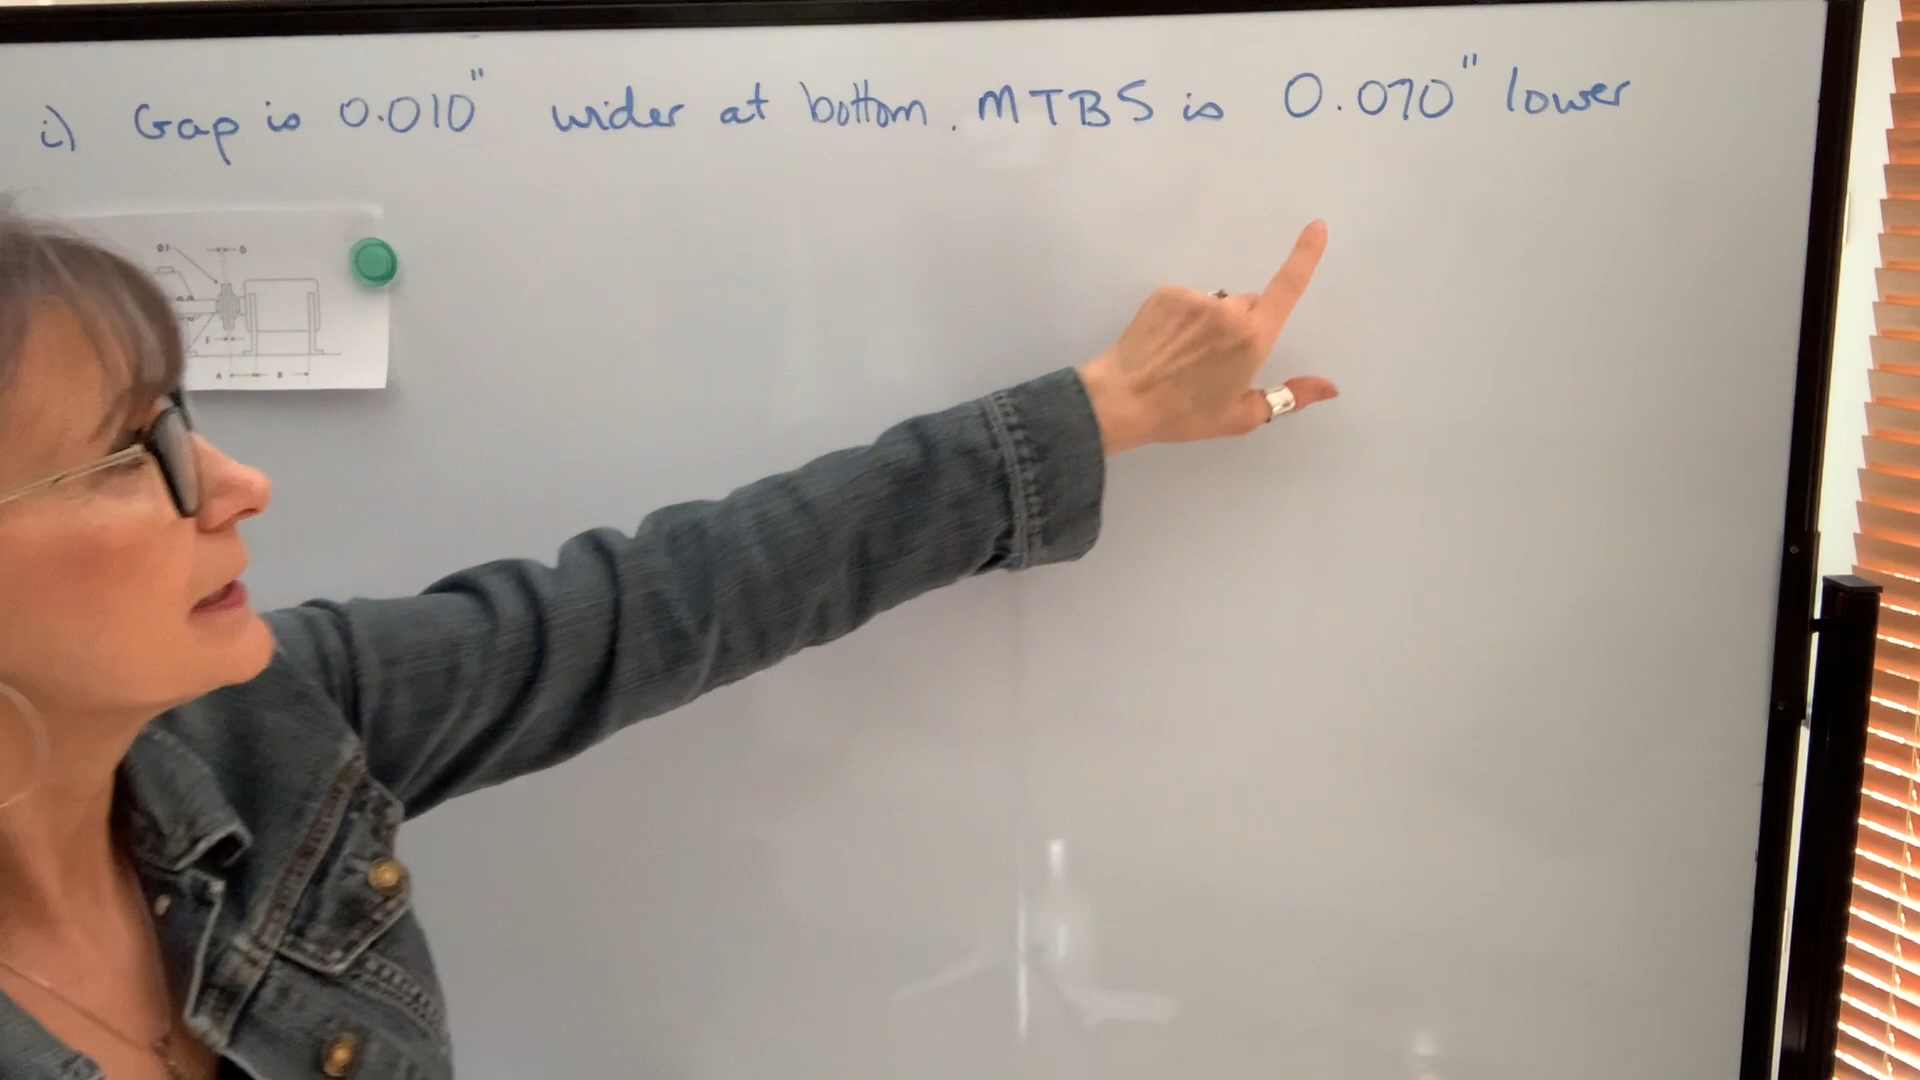 i) Gap is 0.010" wider at bottom. MTBS is 0.070" lower
D
A B